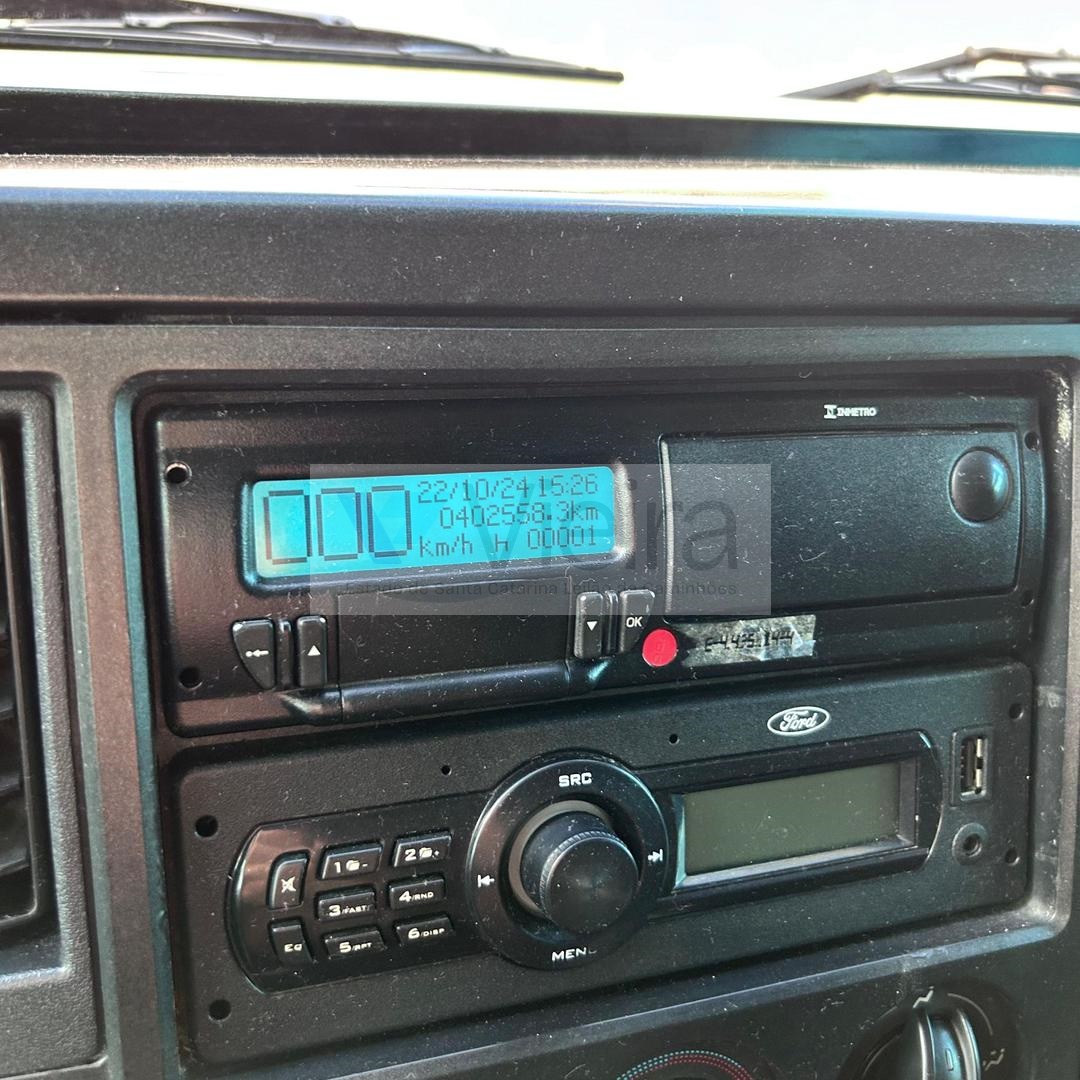 INMETRO
000 22/10/24 15:26
0402558.3km
km/h H 00001
vieira
OK
Ford
SRC
1 -
2 +
3/FAST
4/RND
EQ
5/RPT
6/DISP
MENU